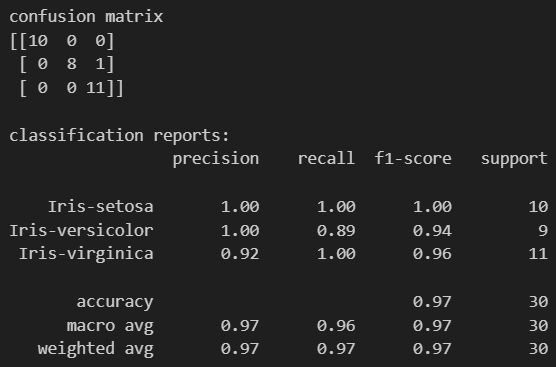 confusion matrix
[[10  0  0]
 [ 0  8  1]
 [ 0  0 11]]
classification reports:
                 precision    recall  f1-score   support
    Iris-setosa       1.00      1.00      1.00        10
Iris-versicolor       1.00      0.89      0.94         9
 Iris-virginica       0.92      1.00      0.96        11
       accuracy                           0.97        30
      macro avg       0.97      0.96      0.97        30
   weighted avg       0.97      0.97      0.97        30